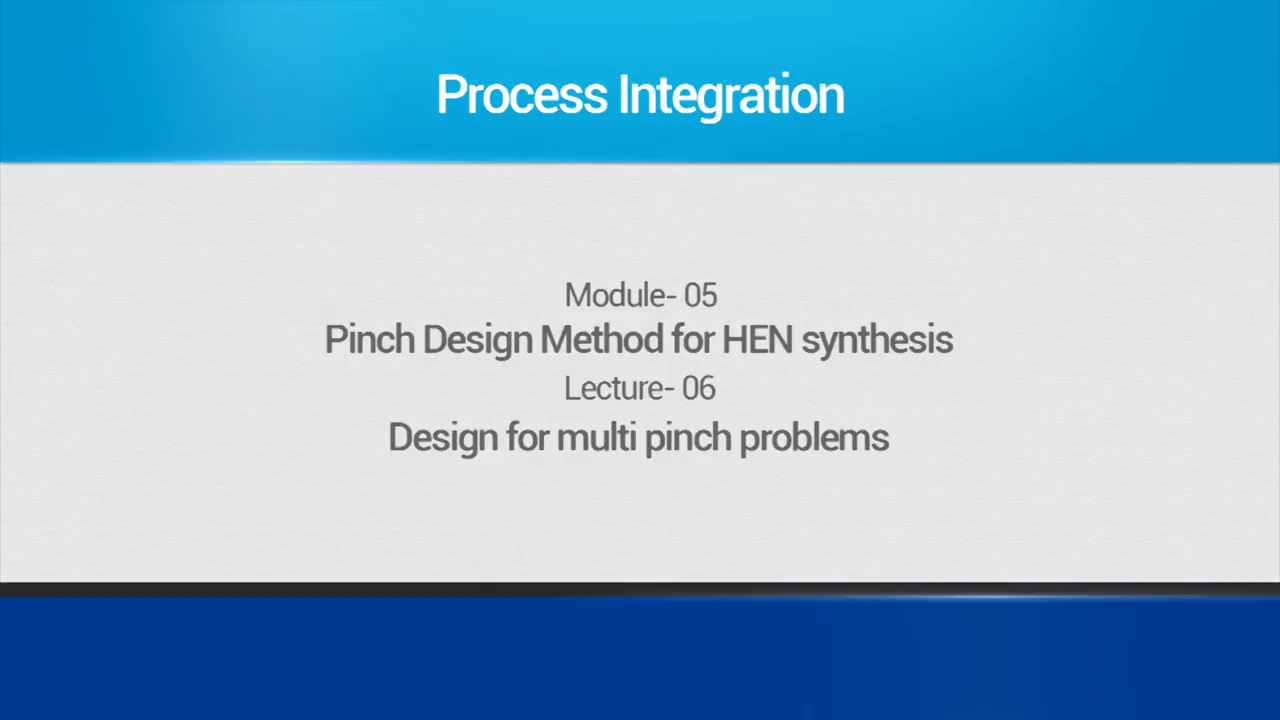 Process Integration
Module- 05
Pinch Design Method for HEN synthesis
Lecture- 06
Design for multi pinch problems